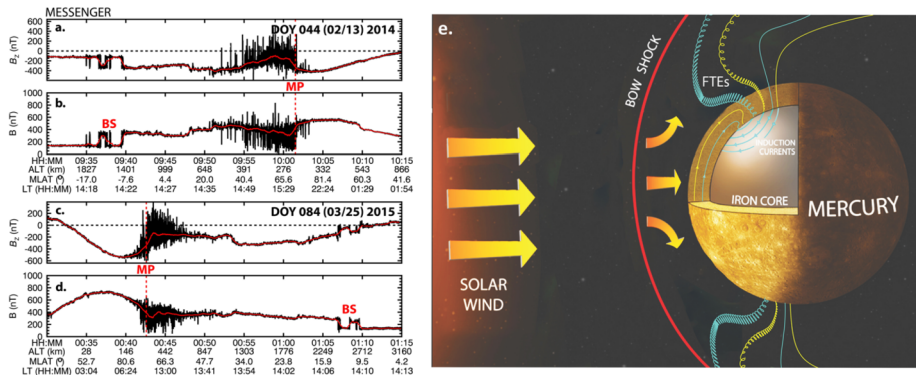 MESSENGER
a.
DOY 044 (02/13) 2014
Bz (nT)
400
200
0
-200
-400
MP
b.
BS
B (nT)
1000
800
600
400
200
0
HH:MM 09:35 09:40 09:45 09:50 09:55 10:00 10:05 10:10 10:15
ALT (km) 1827 1401 999 648 391 276 332 543 866
MLAT (º) -17.0 -7.6 4.4 20.0 40.4 65.6 81.4 60.3 41.6
LT (HH:MM) 14:18 14:22 14:27 14:35 14:49 15:29 22:24 01:29 01:54
c.
DOY 084 (03/25) 2015
Bz (nT)
400
200
0
-200
-400
-600
MP
d.
BS
B (nT)
1000
800
600
400
200
0
HH:MM 00:35 00:40 00:45 00:50 00:55 01:00 01:05 01:10 01:15
ALT (km) 28 146 442 847 1303 1776 2249 2712 3160
MLAT (º) 52.7 80.6 66.3 47.7 34.0 23.8 15.9 9.5 4.2
LT (HH:MM) 03:04 06:24 13:00 13:41 13:54 14:02 14:06 14:10 14:13
e.
BOW SHOCK
FTEs
INDUCTION
CURRENTS
IRON CORE
MERCURY
SOLAR
WIND